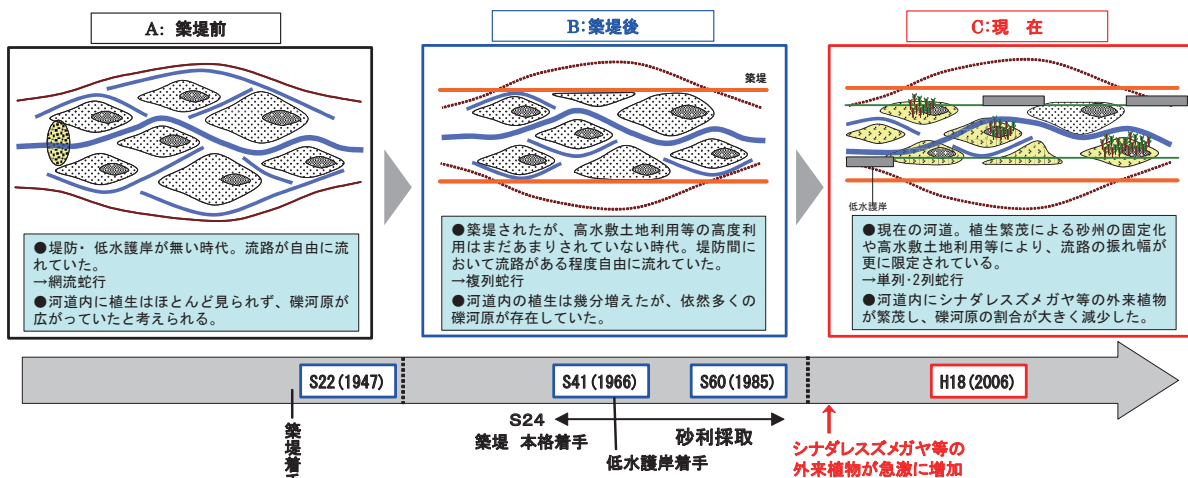 A: 築堤前
B:築堤後
C:現 在
築堤
低水護岸
●堤防・低水護岸が無い時代。流路が自由に流
れていた。
→網流蛇行
●河道内に植生はほとんど見られず、礫河原が
広がっていたと考えられる。
●築堤されたが、高水敷土地利用等の高度利
用はまだあまりされていない時代。堤防間に
おいて流路がある程度自由に流れていた。
→複列蛇行
●河道内の植生は幾分増えたが、依然多くの
礫河原が存在していた。
●現在の河道。植生繁茂による砂州の固定化
や高水敷土地利用等により、流路の振れ幅が
更に限定されている。
→単列・2列蛇行
●河道内にシナダレスズメガヤ等の外来植物
が繁茂し、礫河原の割合が大きく減少した。
S22(1947)
S41(1966)
S60(1985)
H18(2006)
築堤着
S24
築堤 本格着手
砂利採取
低水護岸着手
シナダレスズメガヤ等の
外来植物が急激に増加